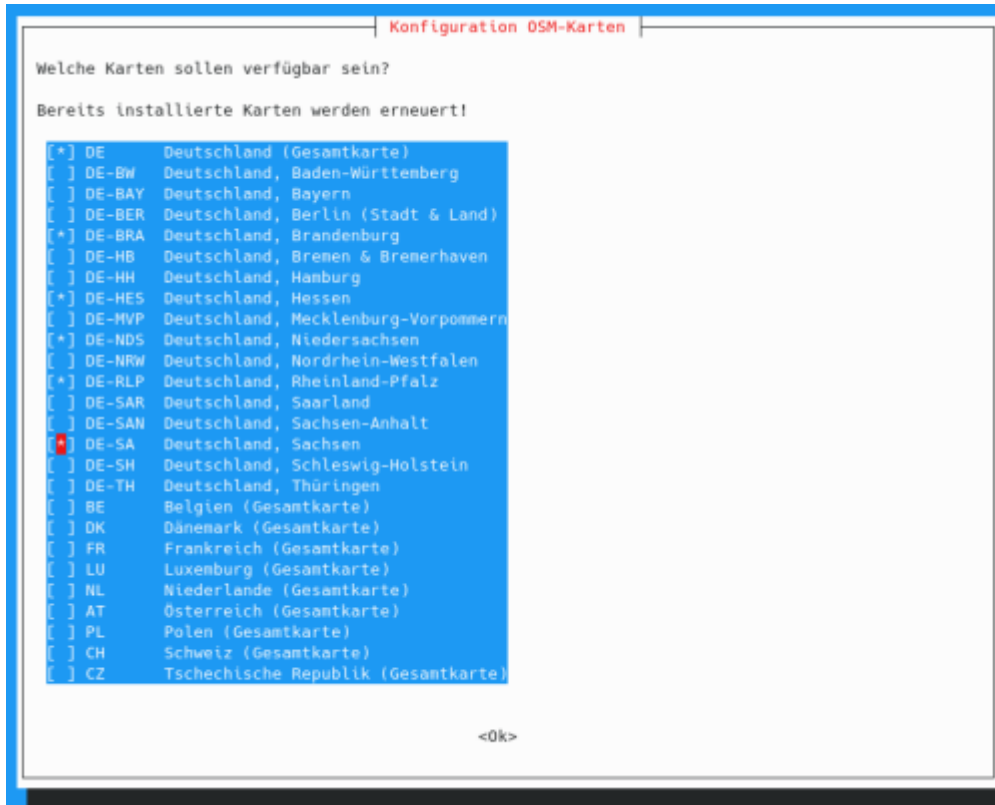 Konfiguration OSM-Karten
Welche Karten sollen verfügbar sein?
Bereits installierte Karten werden erneuert!
[*] DE Deutschland (Gesamtkarte)
[ ] DE-BW Deutschland, Baden-Württemberg
[ ] DE-BAY Deutschland, Bayern
[ ] DE-BER Deutschland, Berlin (Stadt & Land)
[*] DE-BRA Deutschland, Brandenburg
[ ] DE-HB Deutschland, Bremen & Bremerhaven
[ ] DE-HH Deutschland, Hamburg
[*] DE-HES Deutschland, Hessen
[ ] DE-MVP Deutschland, Mecklenburg-Vorpommern
[*] DE-NDS Deutschland, Niedersachsen
[ ] DE-NRW Deutschland, Nordrhein-Westfalen
[*] DE-RLP Deutschland, Rheinland-Pfalz
[ ] DE-SAR Deutschland, Saarland
[ ] DE-SAN Deutschland, Sachsen-Anhalt
[*] DE-SA Deutschland, Sachsen
[ ] DE-SH Deutschland, Schleswig-Holstein
[ ] DE-TH Deutschland, Thüringen
[ ] BE Belgien (Gesamtkarte)
[ ] DK Dänemark (Gesamtkarte)
[ ] FR Frankreich (Gesamtkarte)
[ ] LU Luxemburg (Gesamtkarte)
[ ] NL Niederlande (Gesamtkarte)
[ ] AT Österreich (Gesamtkarte)
[ ] PL Polen (Gesamtkarte)
[ ] CH Schweiz (Gesamtkarte)
[ ] CZ Tschechische Republik (Gesamtkarte)
<Ok>